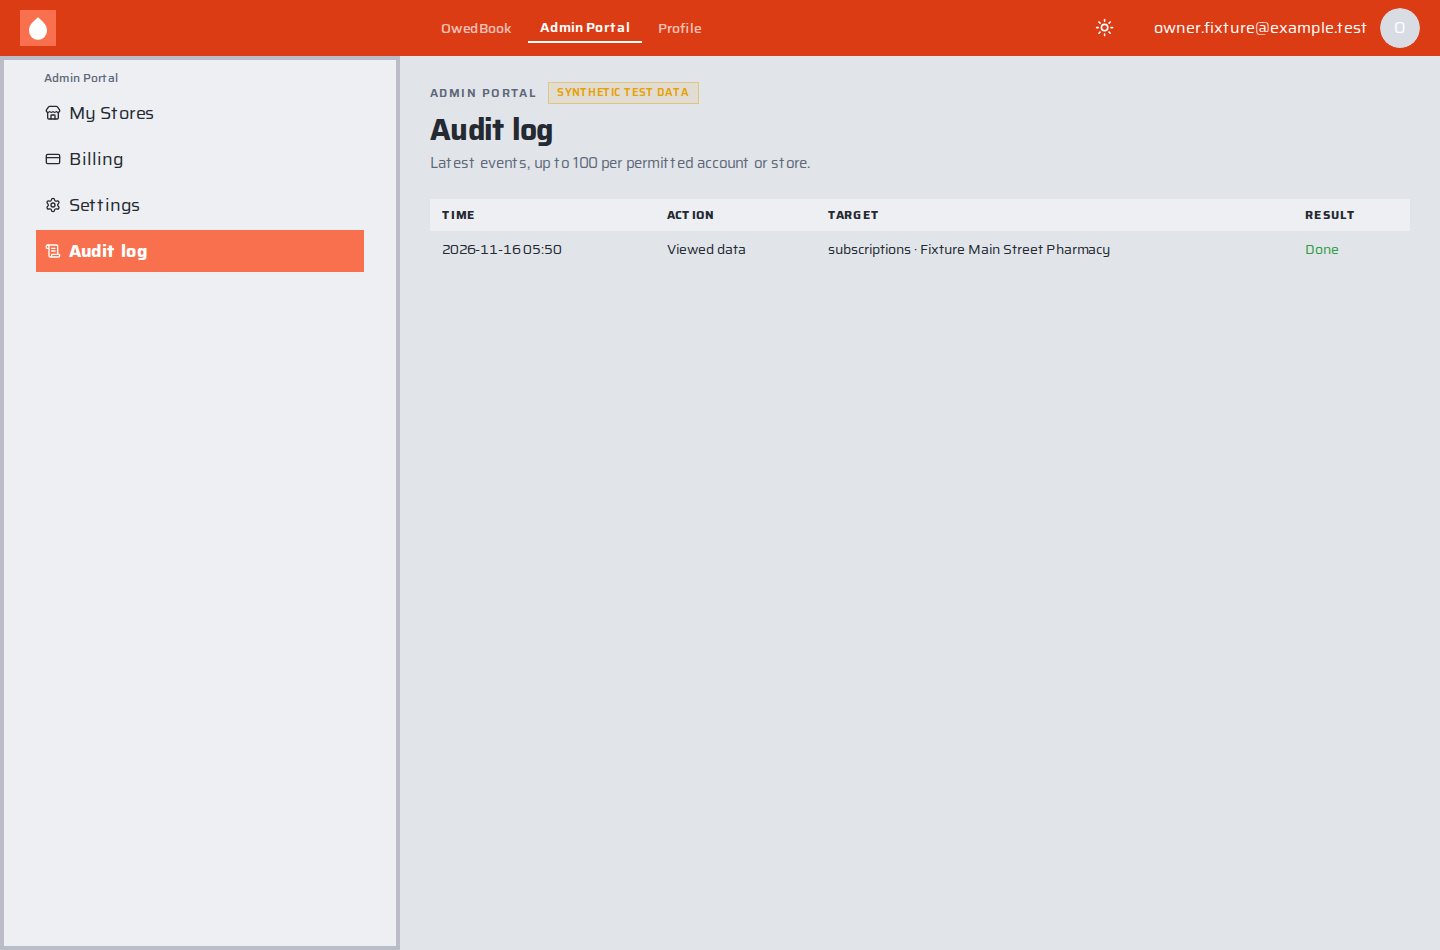 OwedBook Admin Portal Profile owner.fixture@example.test O
Admin Portal
My Stores
Billing
Settings
Audit log
ADMIN PORTAL SYNTHETIC TEST DATA
Audit log
Latest events, up to 100 per permitted account or store.
TIME ACTION TARGET RESULT
2026-11-16 05:50 Viewed data subscriptions · Fixture Main Street Pharmacy Done